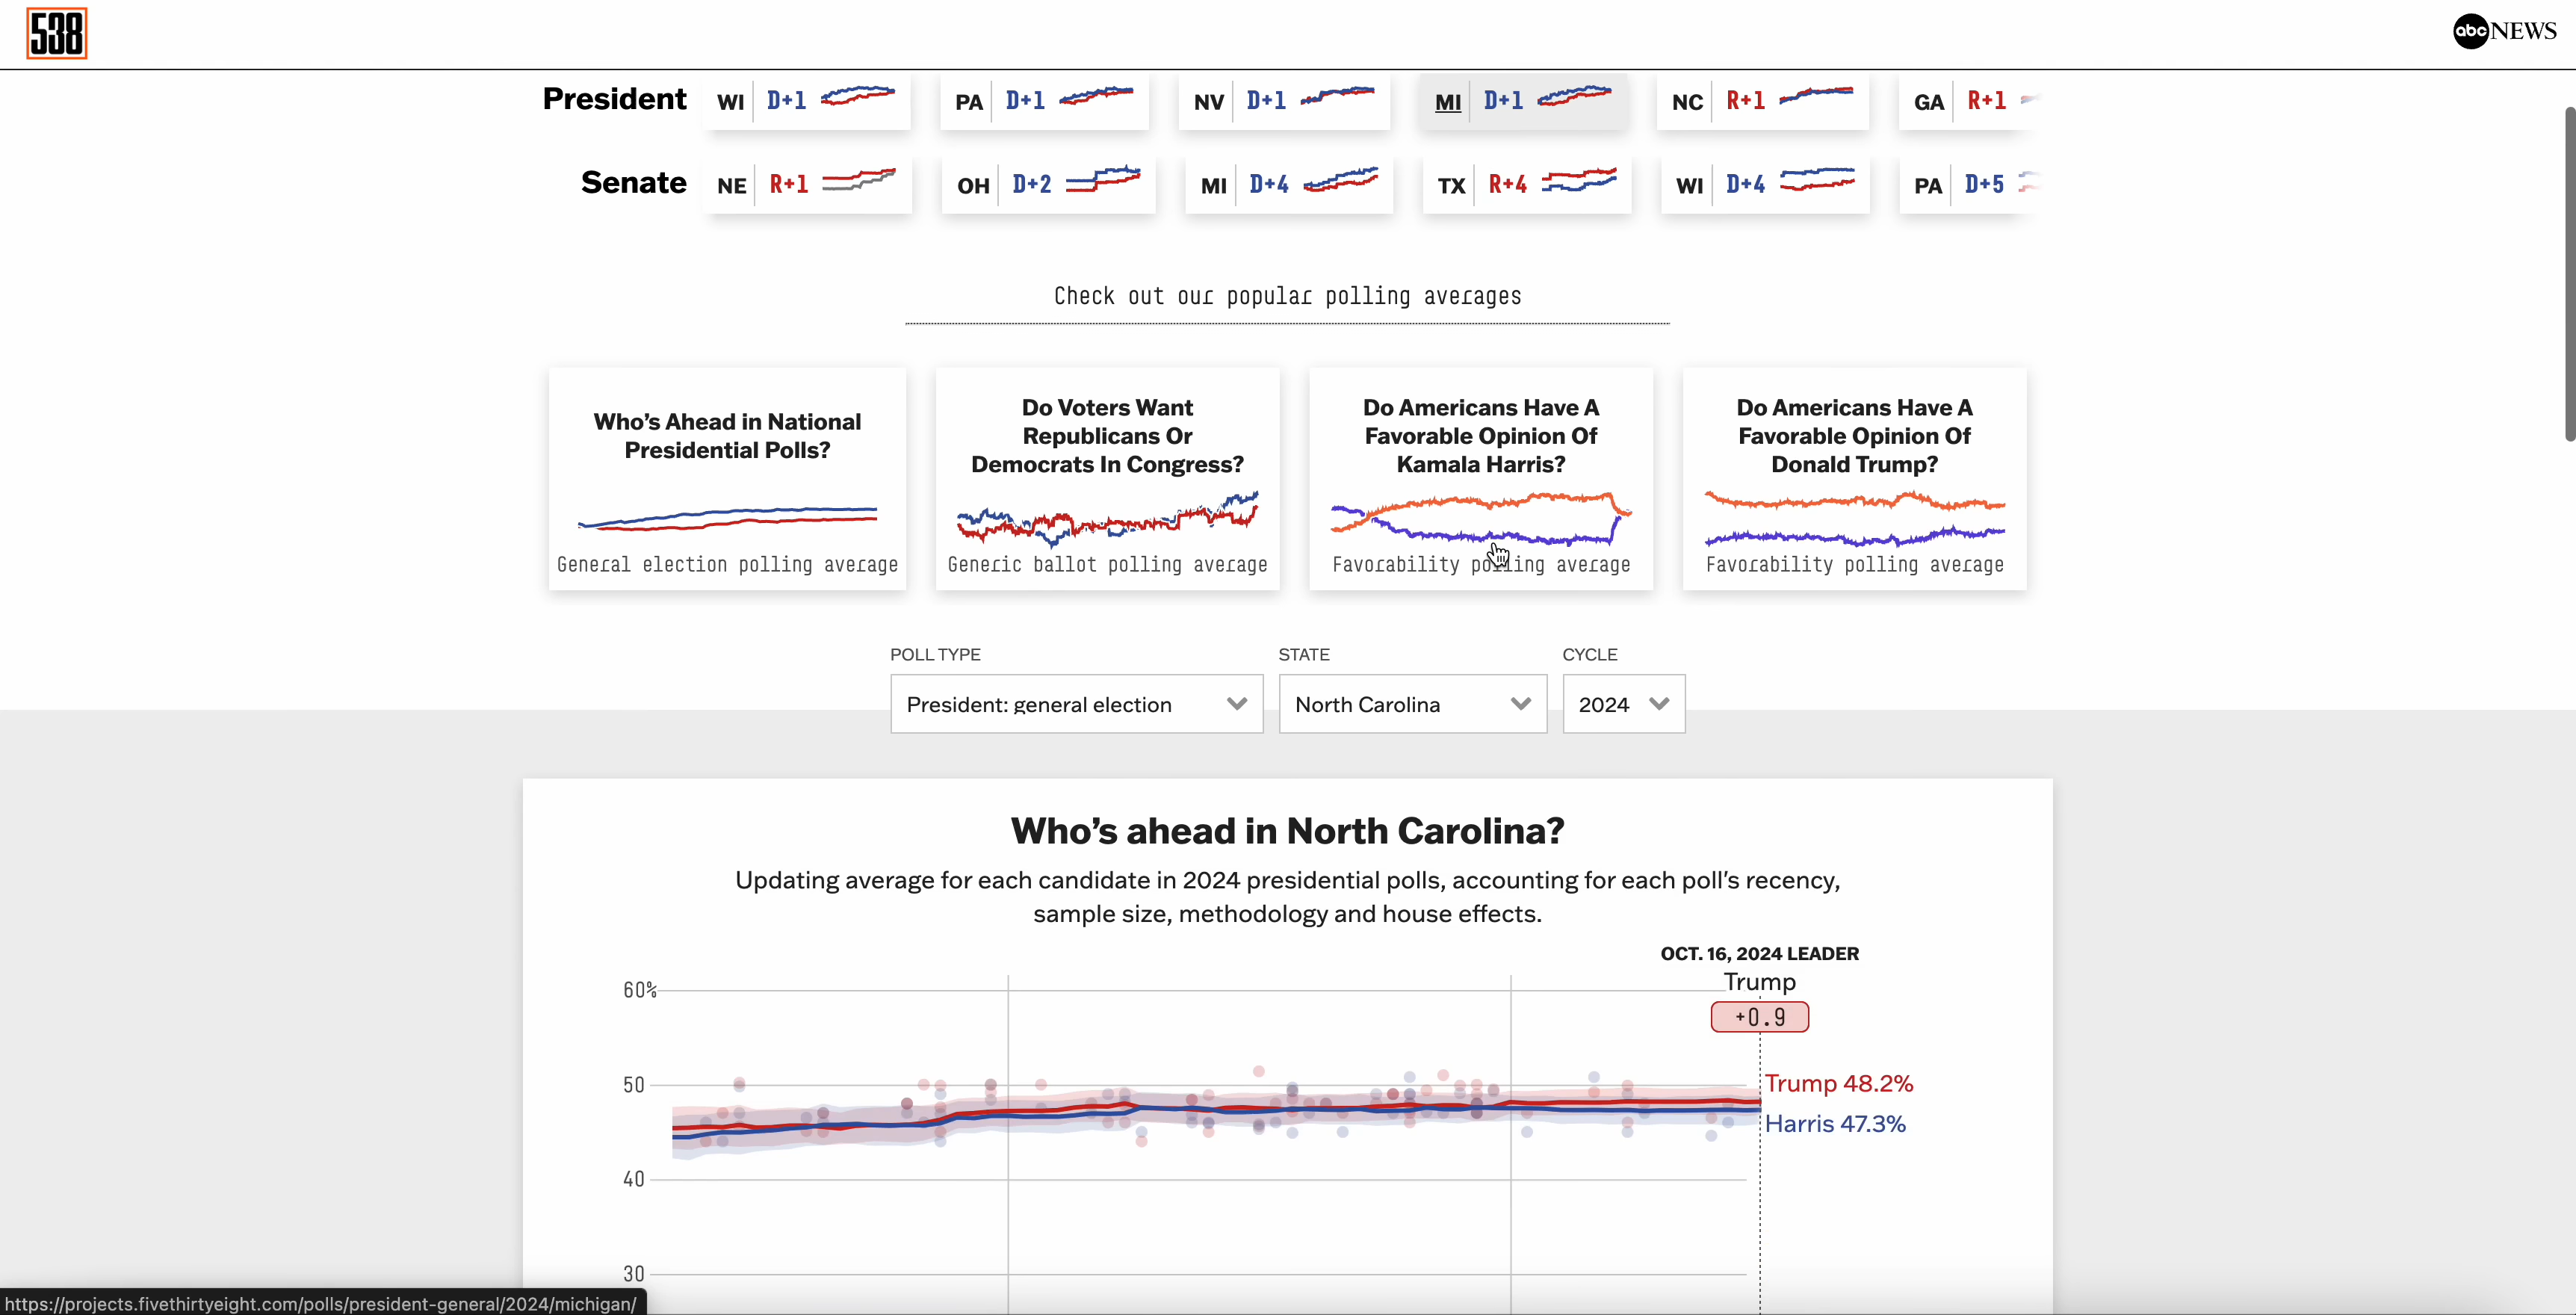 538
abc NEWS
President WI D+1 PA D+1 NV D+1 MI D+1 NC R+1 GA R+1
Senate NE R+1 OH D+2 MI D+4 TX R+4 WI D+4 PA D+5
Check out our popular polling averages
Who’s Ahead in National
Presidential Polls?
General election polling average
Do Voters Want
Republicans Or
Democrats In Congress?
Generic ballot polling average
Do Americans Have A
Favorable Opinion Of
Kamala Harris?
Favorability polling average
Do Americans Have A
Favorable Opinion Of
Donald Trump?
Favorability polling average
POLL TYPE
President: general election
STATE
North Carolina
CYCLE
2024
Who’s ahead in North Carolina?
Updating average for each candidate in 2024 presidential polls, accounting for each poll’s recency,
sample size, methodology and house effects.
OCT. 16, 2024 LEADER
Trump
+0.9
60%
50
40
30
Trump 48.2%
Harris 47.3%
https://projects.fivethirtyeight.com/polls/president-general/2024/michigan/